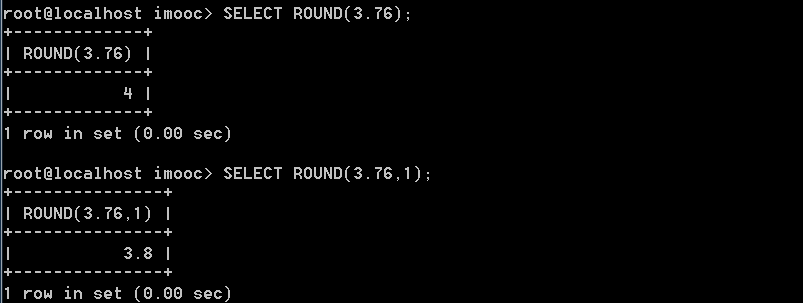 root@localhost imooc> SELECT ROUND(3.76);
+-------------+
| ROUND(3.76) |
+-------------+
|           4 |
+-------------+
1 row in set (0.00 sec)

root@localhost imooc> SELECT ROUND(3.76,1);
+---------------+
| ROUND(3.76,1) |
+---------------+
|           3.8 |
+---------------+
1 row in set (0.00 sec)